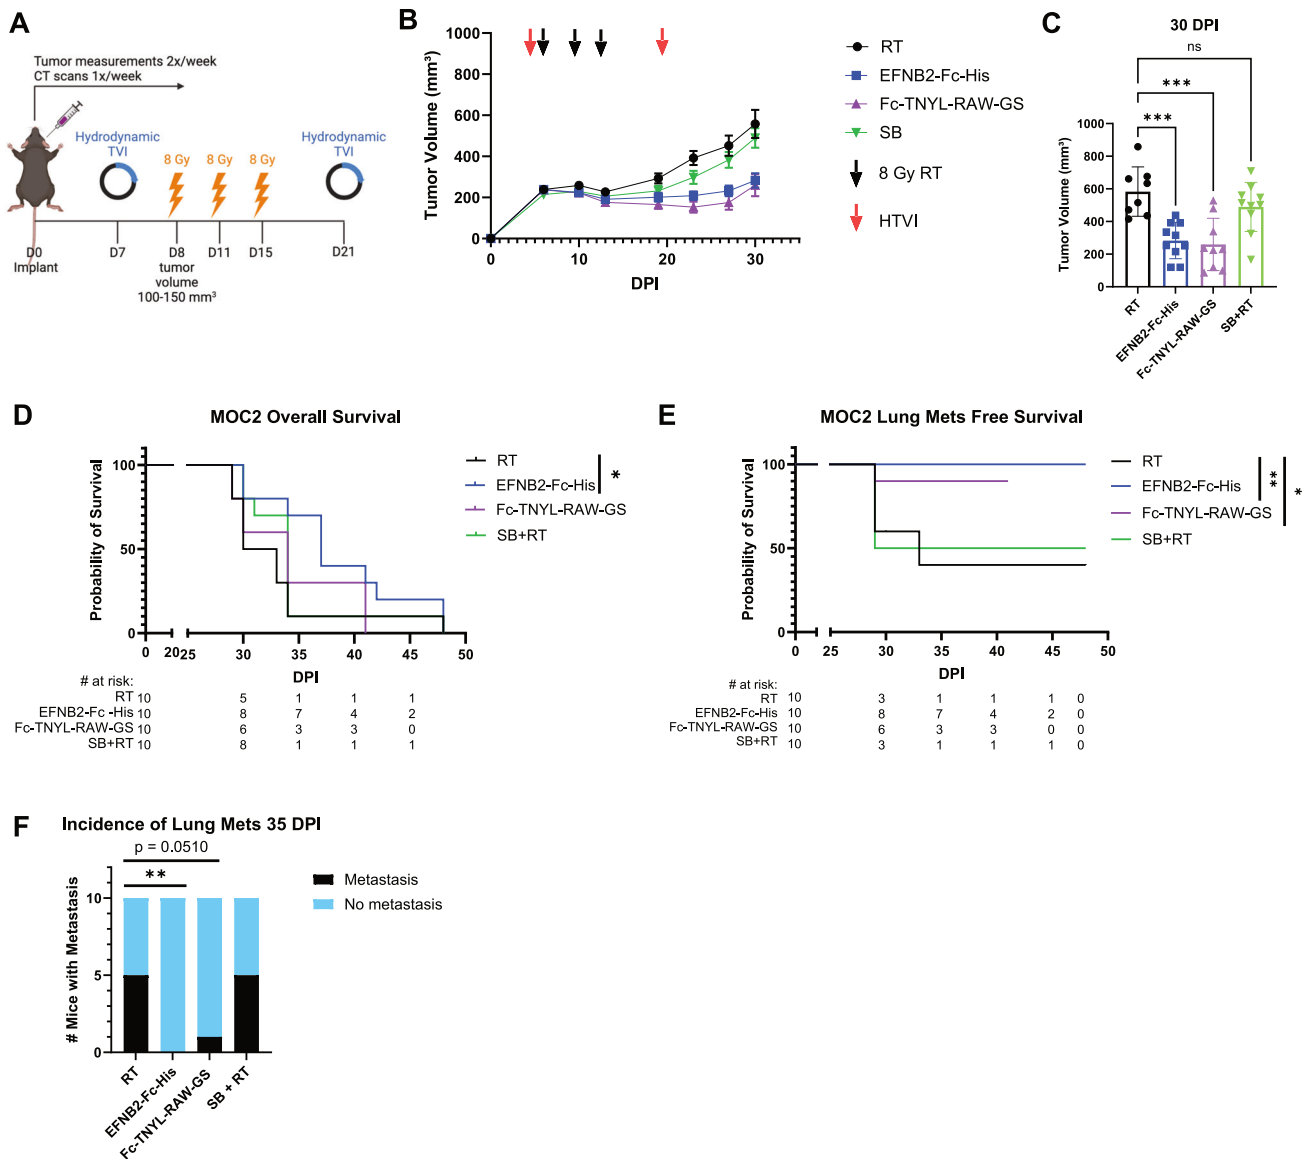 A
Tumor measurements 2x/week
CT scans 1x/week
Hydrodynamic
TVI
8 Gy 8 Gy 8 Gy
Hydrodynamic
TVI
D0
Implant
D7
D8
tumor
volume
100-150 mm³
D11
D15
D21
B
Tumor Volume (mm³)
1000
800
600
400
200
0
0 10 20 30
DPI
RT
EFNB2-Fc-His
Fc-TNYL-RAW-GS
SB
8 Gy RT
HTVI
C
30 DPI
ns
***
***
Tumor Volume (mm³)
1000
800
600
400
200
0
RT
EFNB2-Fc-His
Fc-TNYL-RAW-GS
SB+RT
D
MOC2 Overall Survival
Probability of Survival
100
50
0
0 20 25 30 35 40 45 50
DPI
RT
EFNB2-Fc-His
Fc-TNYL-RAW-GS
SB+RT
*
# at risk:
RT 10 5 1 1 1
EFNB2-Fc -His 10 8 7 4 2
Fc-TNYL-RAW-GS 10 6 3 3 0
SB+RT 10 8 1 1 1
E
MOC2 Lung Mets Free Survival
Probability of Survival
100
50
0
0 25 30 35 40 45 50
DPI
RT
EFNB2-Fc-His
Fc-TNYL-RAW-GS
SB+RT
**
*
# at risk:
RT 10 3 1 1 1 0
EFNB2-Fc-His 10 8 7 4 2 0
Fc-TNYL-RAW-GS 10 6 3 3 0 0
SB+RT 10 3 1 1 1 0
F
Incidence of Lung Mets 35 DPI
p = 0.0510
**
# Mice with Metastasis
10
5
0
RT
EFNB2-Fc-His
Fc-TNYL-RAW-GS
SB + RT
Metastasis
No metastasis